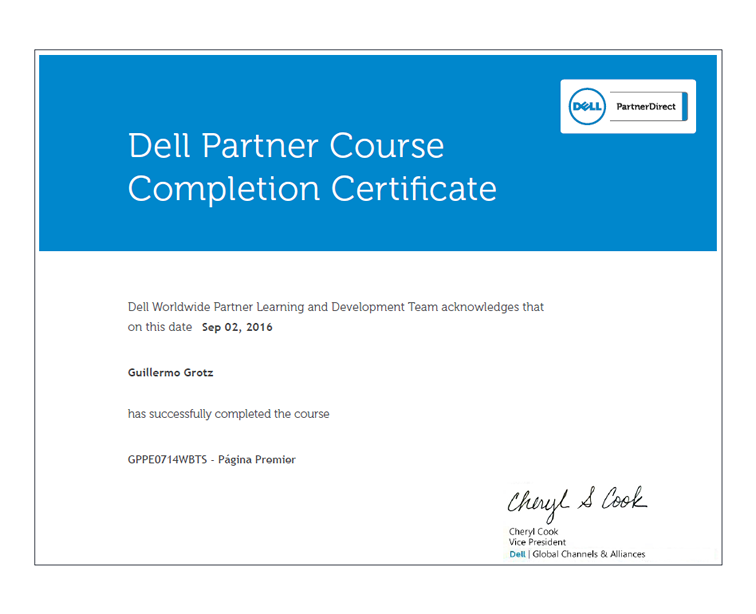 DELL PartnerDirect
Dell Partner Course
Completion Certificate
Dell Worldwide Partner Learning and Development Team acknowledges that
on this date Sep 02, 2016
Guillermo Grotz
has successfully completed the course
GPPE0714WBTS - Página Premier
Cheryl S Cook
Cheryl Cook
Vice President
Dell | Global Channels & Alliances